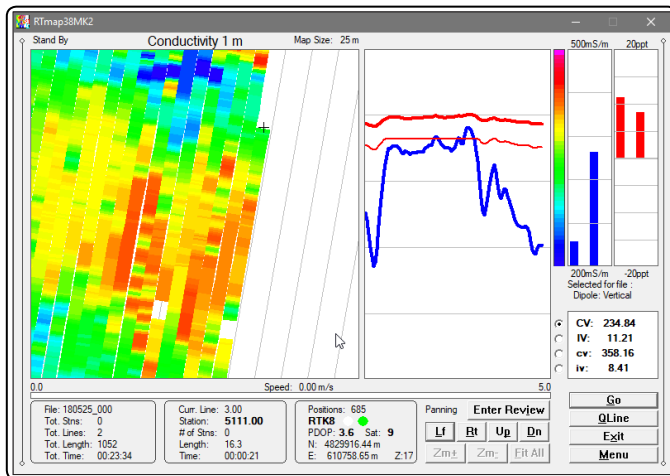 RTmap38MK2
Stand By Conductivity 1 m Map Size: 25 m
500mS/m 20ppt
200mS/m -20ppt
Selected for file :
Dipole: Vertical
CV: 234.84
IV: 11.21
cv: 358.16
iv: 8.41
0.0 Speed: 0.00 m/s 5.0
File: 180525_000
Tot. Stns: 0
Tot. Lines: 2
Tot. Length: 1052
Tot. Time: 00:23:34
Curr. Line: 3.00
Station: 5111.00
# of Stns: 0
Length: 16.3
Time: 00:00:21
Positions: 685
RTK8
PDOP: 3.6 Sat: 9
N: 4829916.44 m
E: 610758.65 m Z:17
Panning Enter Review
Lf Rt Up Dn
Zm+ Zm- Fit All
Go
QLine
Exit
Menu